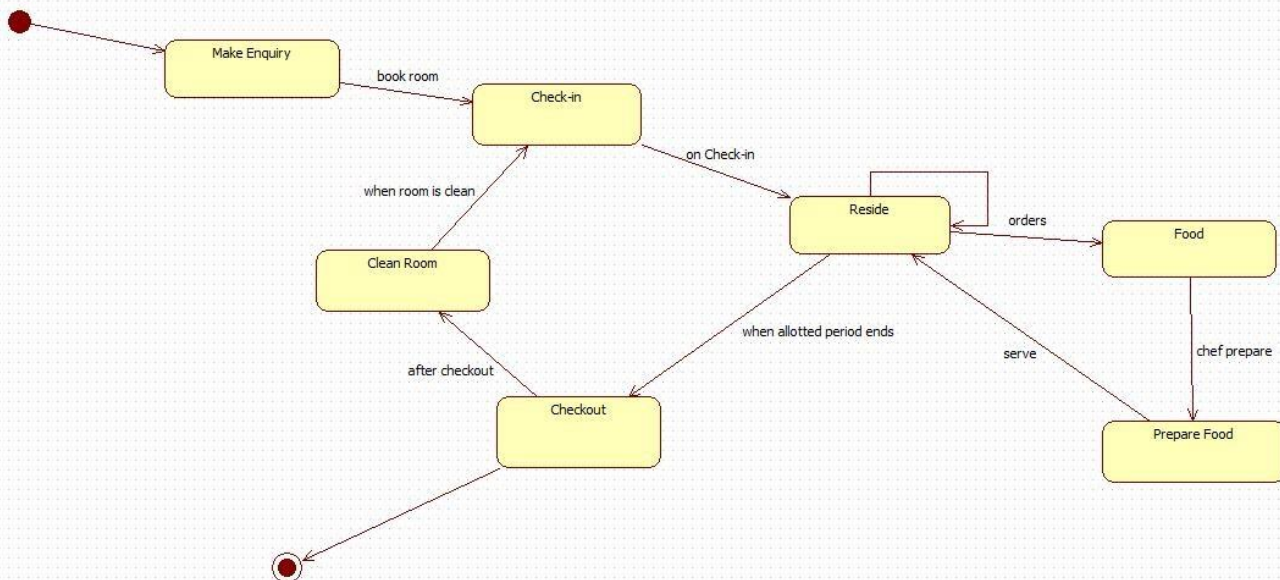 Make Enquiry
book room
Check-in
on Check-in
when room is clean
Reside
orders
Food
Clean Room
when allotted period ends
serve
chef prepare
after checkout
Checkout
Prepare Food